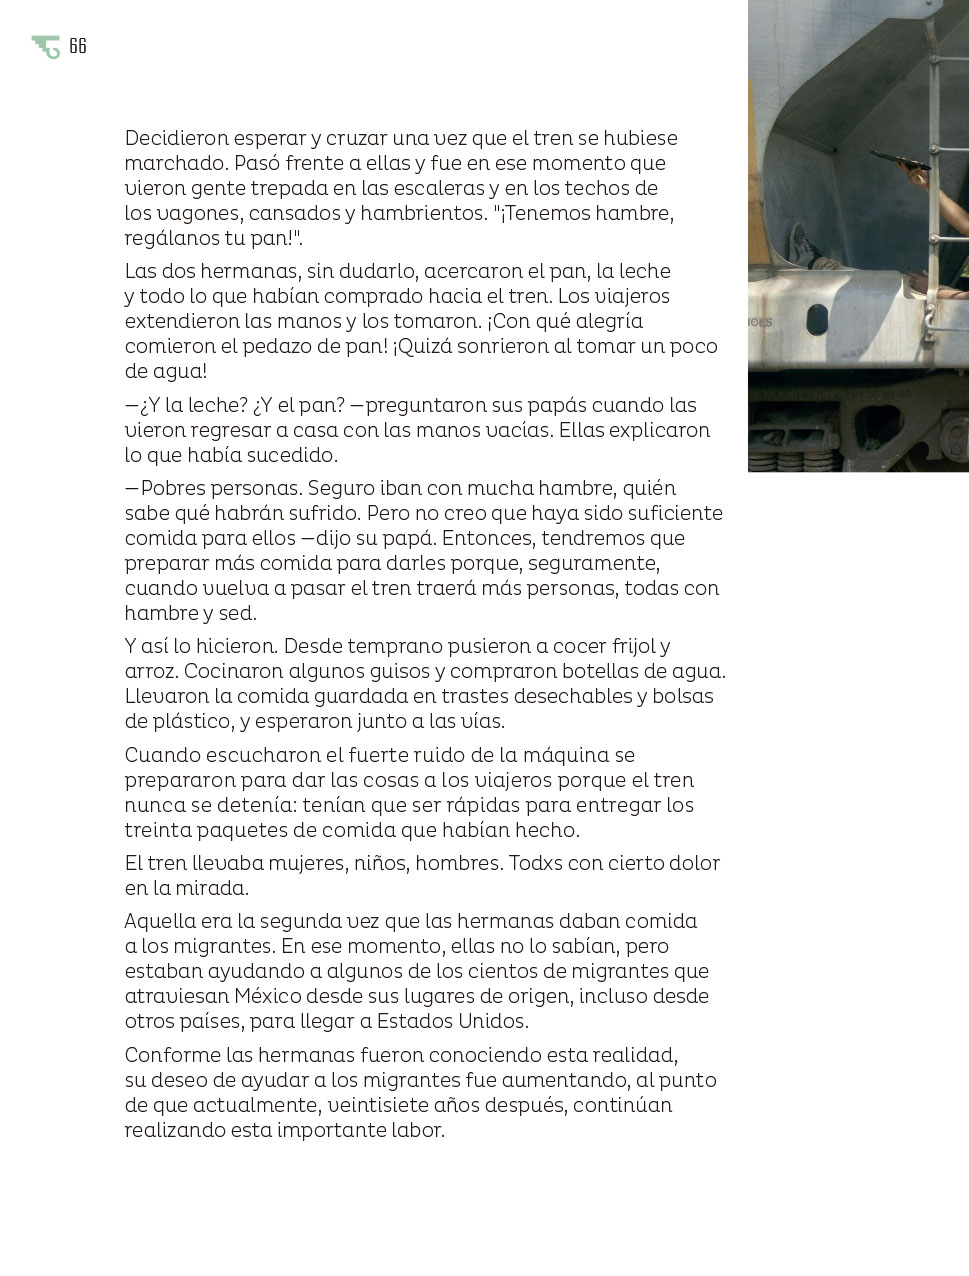 66
Decidieron esperar y cruzar una vez que el tren se hubiese
marchado. Pasó frente a ellas y fue en ese momento que
vieron gente trepada en las escaleras y en los techos de
los vagones, cansados y hambrientos. "¡Tenemos hambre,
regálanos tu pan!".
Las dos hermanas, sin dudarlo, acercaron el pan, la leche
y todo lo que habían comprado hacia el tren. Los viajeros
extendieron las manos y los tomaron. ¡Con qué alegría
comieron el pedazo de pan! ¡Quizá sonrieron al tomar un poco
de agua!
—¿Y la leche? ¿Y el pan? —preguntaron sus papás cuando las
vieron regresar a casa con las manos vacías. Ellas explicaron
lo que había sucedido.
—Pobres personas. Seguro iban con mucha hambre, quién
sabe qué habrán sufrido. Pero no creo que haya sido suficiente
comida para ellos —dijo su papá. Entonces, tendremos que
preparar más comida para darles porque, seguramente,
cuando vuelva a pasar el tren traerá más personas, todas con
hambre y sed.
Y así lo hicieron. Desde temprano pusieron a cocer frijol y
arroz. Cocinaron algunos guisos y compraron botellas de agua.
Llevaron la comida guardada en trastes desechables y bolsas
de plástico, y esperaron junto a las vías.
Cuando escucharon el fuerte ruido de la máquina se
prepararon para dar las cosas a los viajeros porque el tren
nunca se detenía: tenían que ser rápidas para entregar los
treinta paquetes de comida que habían hecho.
El tren llevaba mujeres, niños, hombres. Todxs con cierto dolor
en la mirada.
Aquella era la segunda vez que las hermanas daban comida
a los migrantes. En ese momento, ellas no lo sabían, pero
estaban ayudando a algunos de los cientos de migrantes que
atraviesan México desde sus lugares de origen, incluso desde
otros países, para llegar a Estados Unidos.
Conforme las hermanas fueron conociendo esta realidad,
su deseo de ayudar a los migrantes fue aumentando, al punto
de que actualmente, veintisiete años después, continúan
realizando esta importante labor.